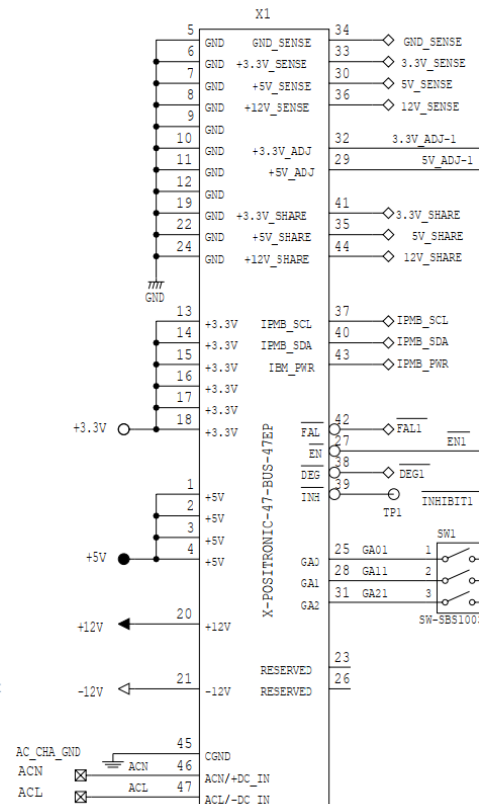 X1
5 GND GND_SENSE 34 GND_SENSE
6 GND +3.3V_SENSE 33 3.3V_SENSE
7 GND +5V_SENSE 30 5V_SENSE
8 GND +12V_SENSE 36 12V_SENSE
9 GND
10 GND +3.3V_ADJ 32 3.3V_ADJ-1
11 GND +5V_ADJ 29 5V_ADJ-1
12 GND
19 GND +3.3V_SHARE 41 3.3V_SHARE
22 GND +5V_SHARE 35 5V_SHARE
24 GND +12V_SHARE 44 12V_SHARE
GND
13 +3.3V IPMB_SCL 37 IPMB_SCL
14 +3.3V IPMB_SDA 40 IPMB_SDA
15 +3.3V IBM_PWR 43 IPMB_PWR
16 +3.3V
17 +3.3V
+3.3V 18 +3.3V FAL 42 FAL1
EN 27 EN1
DEG 38 DEG1
INH 39 TP1 INHIBIT1
X-POSITRONIC-47-BUS-47EP
1 +5V
2 +5V
3 +5V
+5V 4 +5V
SW1
GA0 25 GA01 1
GA1 28 GA11 2
GA2 31 GA21 3
+12V 20 +12V
RESERVED 23
-12V 21 -12V RESERVED 26
AC_CHA_GND 45 CGND
ACN ACN 46 ACN/+DC_IN
ACL ACL 47 ACL/-DC_IN